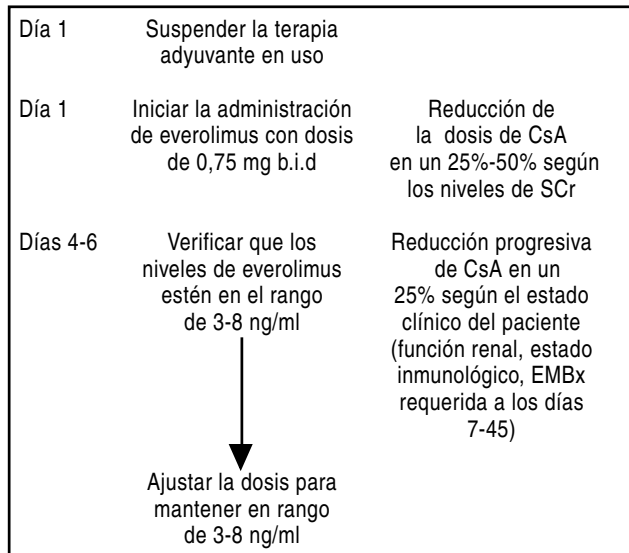 Día 1
Suspender la terapia
adyuvante en uso
Día 1
Iniciar la administración
de everolimus con dosis
de 0,75 mg b.i.d
Reducción de
la dosis de CsA
en un 25%-50% según
los niveles de SCr
Días 4-6
Verificar que los
niveles de everolimus
estén en el rango
de 3-8 ng/ml
Reducción progresiva
de CsA en un
25% según el estado
clínico del paciente
(función renal, estado
inmunológico, EMBx
requerida a los días
7-45)
Ajustar la dosis para
mantener en rango
de 3-8 ng/ml